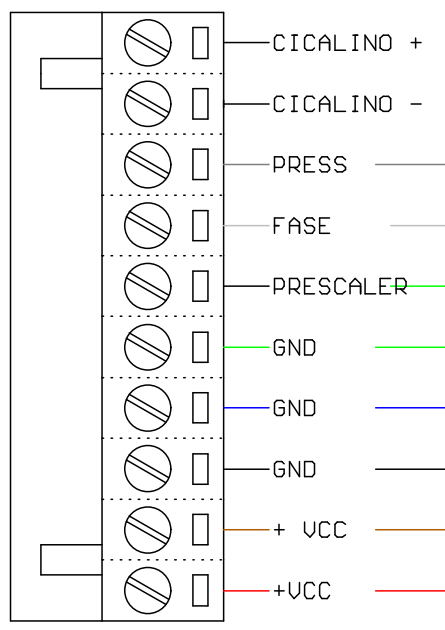 CICALINO +
CICALINO -
PRESS
FASE
PRESCALER
GND
GND
GND
+ VCC
+VCC